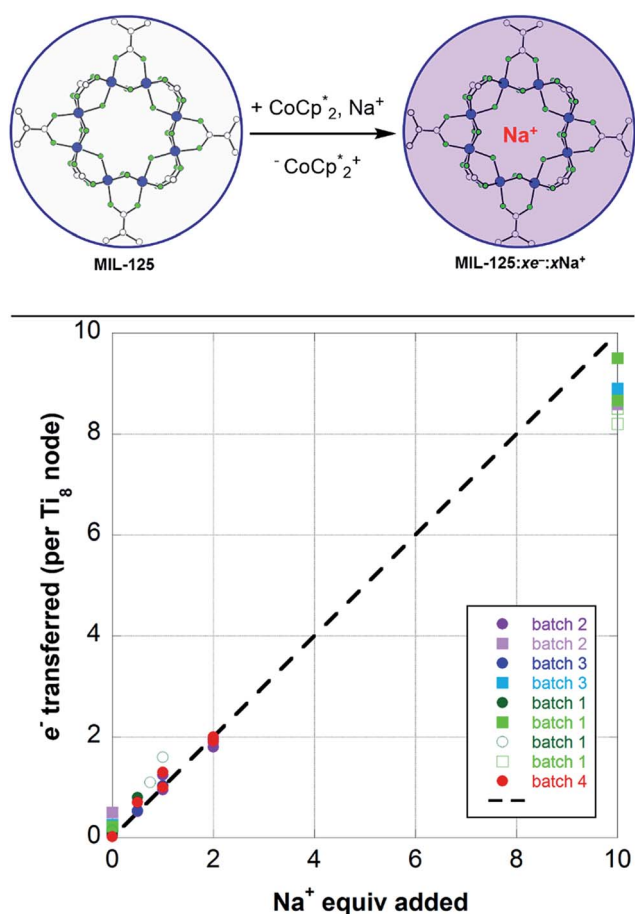 + CoCp*₂, Na⁺
- CoCp*₂⁺
Na⁺
MIL-125
MIL-125:xe⁻:xNa⁺
10
8
6
4
2
0
e⁻ transferred (per Ti₈ node)
batch 2
batch 2
batch 3
batch 3
batch 1
batch 1
batch 1
batch 1
batch 4
0 2 4 6 8 10
Na⁺ equiv added